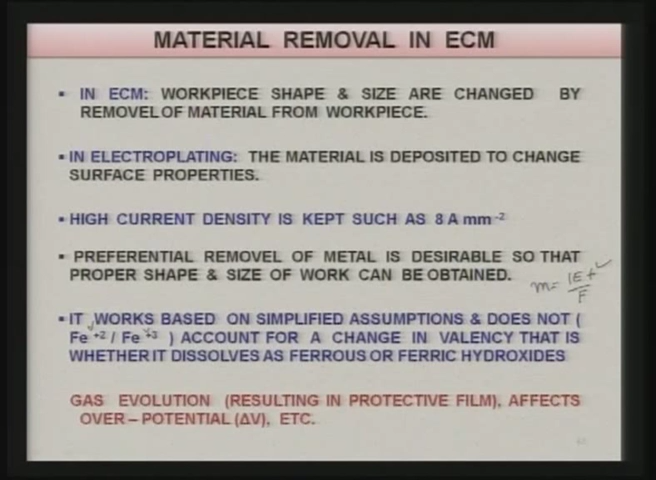 MATERIAL REMOVAL IN ECM
▪ IN ECM: WORKPIECE SHAPE & SIZE ARE CHANGED BY
REMOVEL OF MATERIAL FROM WORKPIECE.
▪ IN ELECTROPLATING: THE MATERIAL IS DEPOSITED TO CHANGE
SURFACE PROPERTIES.
▪ HIGH CURRENT DENSITY IS KEPT SUCH AS 8 A mm⁻²
▪ PREFERENTIAL REMOVEL OF METAL IS DESIRABLE SO THAT
PROPER SHAPE & SIZE OF WORK CAN BE OBTAINED.
m = IEt/F
▪ IT WORKS BASED ON SIMPLIFIED ASSUMPTIONS & DOES NOT (
Fe⁺² / Fe⁺³ ) ACCOUNT FOR A CHANGE IN VALENCY THAT IS
WHETHER IT DISSOLVES AS FERROUS OR FERRIC HYDROXIDES
GAS EVOLUTION (RESULTING IN PROTECTIVE FILM), AFFECTS
OVER – POTENTIAL (ΔV), ETC.